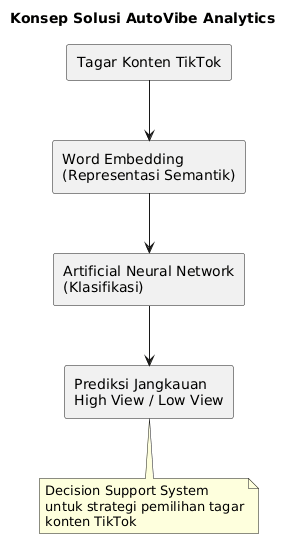 Konsep Solusi AutoVibe Analytics
Tagar Konten TikTok
Word Embedding
(Representasi Semantik)
Artificial Neural Network
(Klasifikasi)
Prediksi Jangkauan
High View / Low View
Decision Support System
untuk strategi pemilihan tagar
konten TikTok